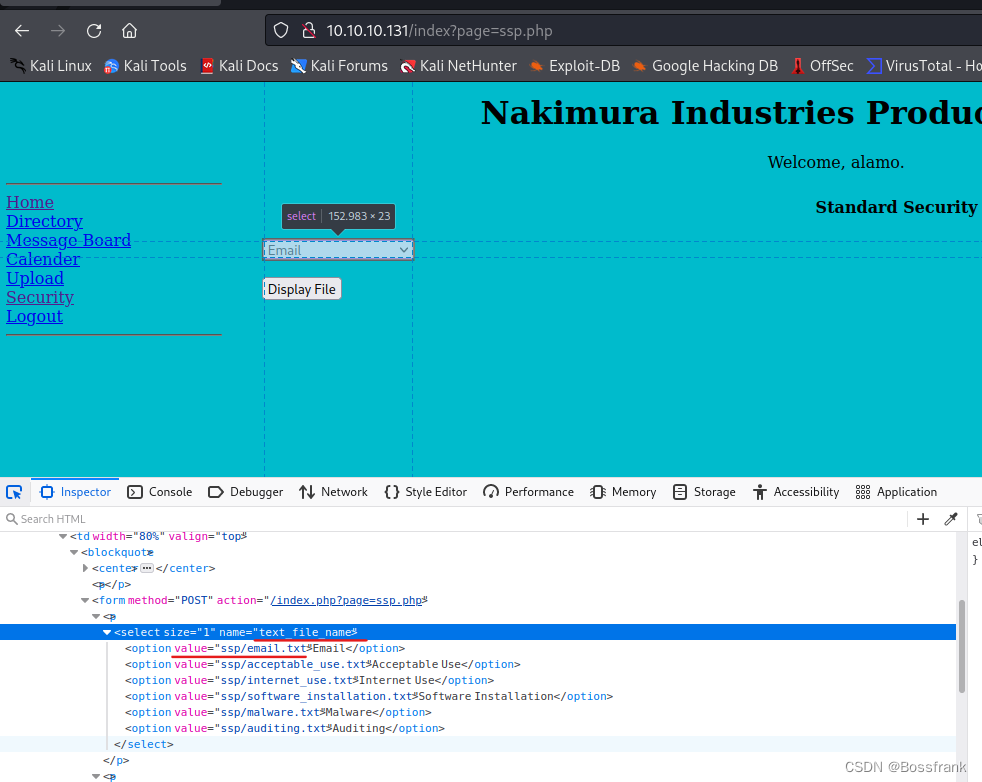 10.10.10.131/index?page=ssp.php
Kali Linux Kali Tools Kali Docs Kali Forums Kali NetHunter Exploit-DB Google Hacking DB OffSec VirusTotal - Ho
Nakimura Industries Produc
Welcome, alamo.
Standard Security
Home
Directory
Message Board
Calender
Upload
Security
Logout
select 152.983 × 23
Email
Display File
Inspector Console Debugger Network Style Editor Performance Memory Storage Accessibility Application
Search HTML
<td width="80%" valign="top">
<blockquote>
<center> ••• </center>
<p></p>
<form method="POST" action="/index.php?page=ssp.php">
<p>
<select size="1" name="text_file_name">
<option value="ssp/email.txt">Email</option>
<option value="ssp/acceptable_use.txt">Acceptable Use</option>
<option value="ssp/internet_use.txt">Internet Use</option>
<option value="ssp/software_installation.txt">Software Installation</option>
<option value="ssp/malware.txt">Malware</option>
<option value="ssp/auditing.txt">Auditing</option>
</select>
</p>
<p>
el
}
CSDN @Bossfrank